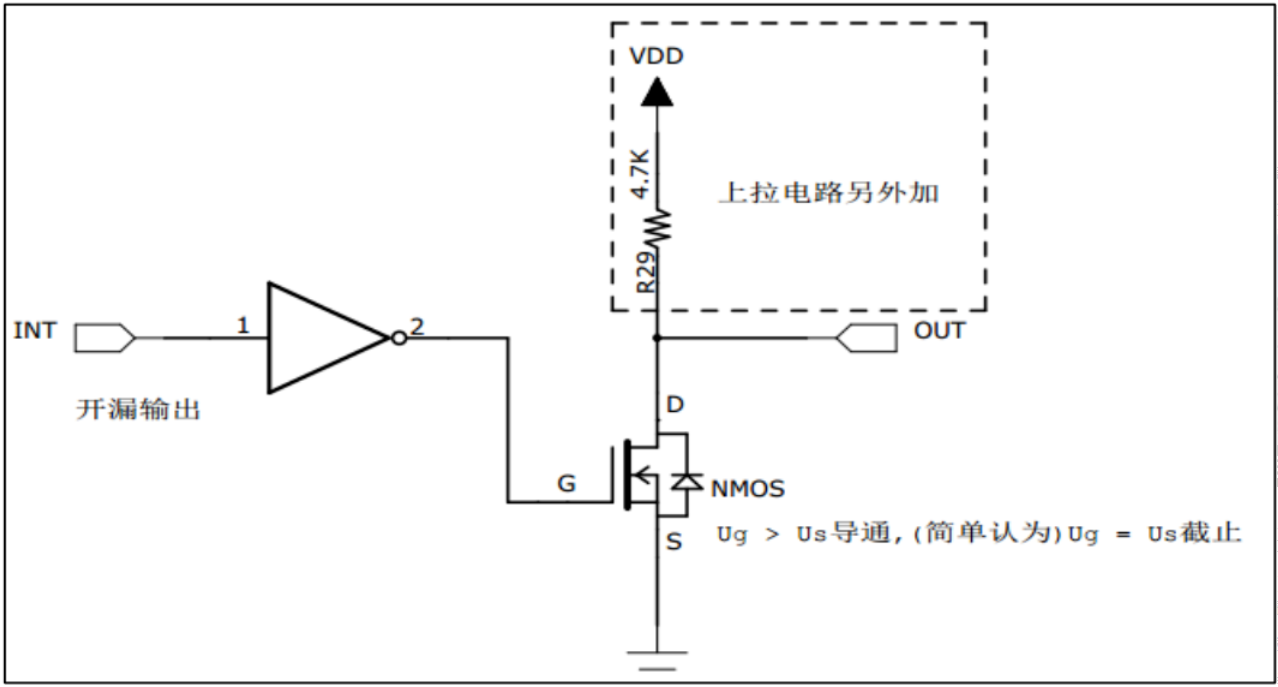 VDD
4.7K
上拉电路另外加
R29
INT
1
2
OUT
开漏输出
D
G
NMOS
S
Ug > Us导通,(简单认为)Ug = Us截止